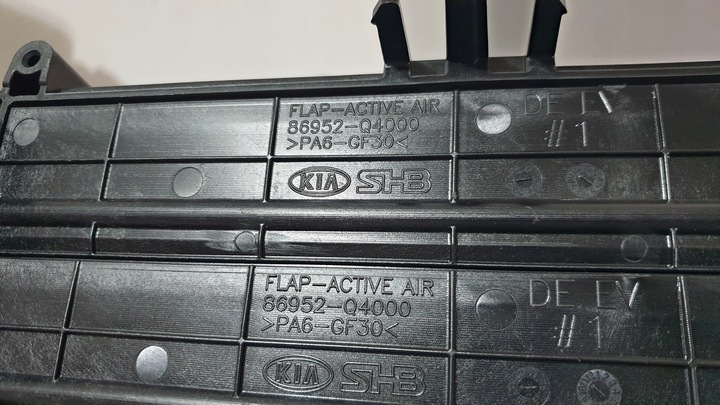 FLAP-ACTIVE AIR
86952-Q4000
>PA6-GF30<
DE EV
#1
KIA SHB
FLAP-ACTIVE AIR
86952-Q4000
>PA6-GF30<
DE EV
#1
KIA SHB